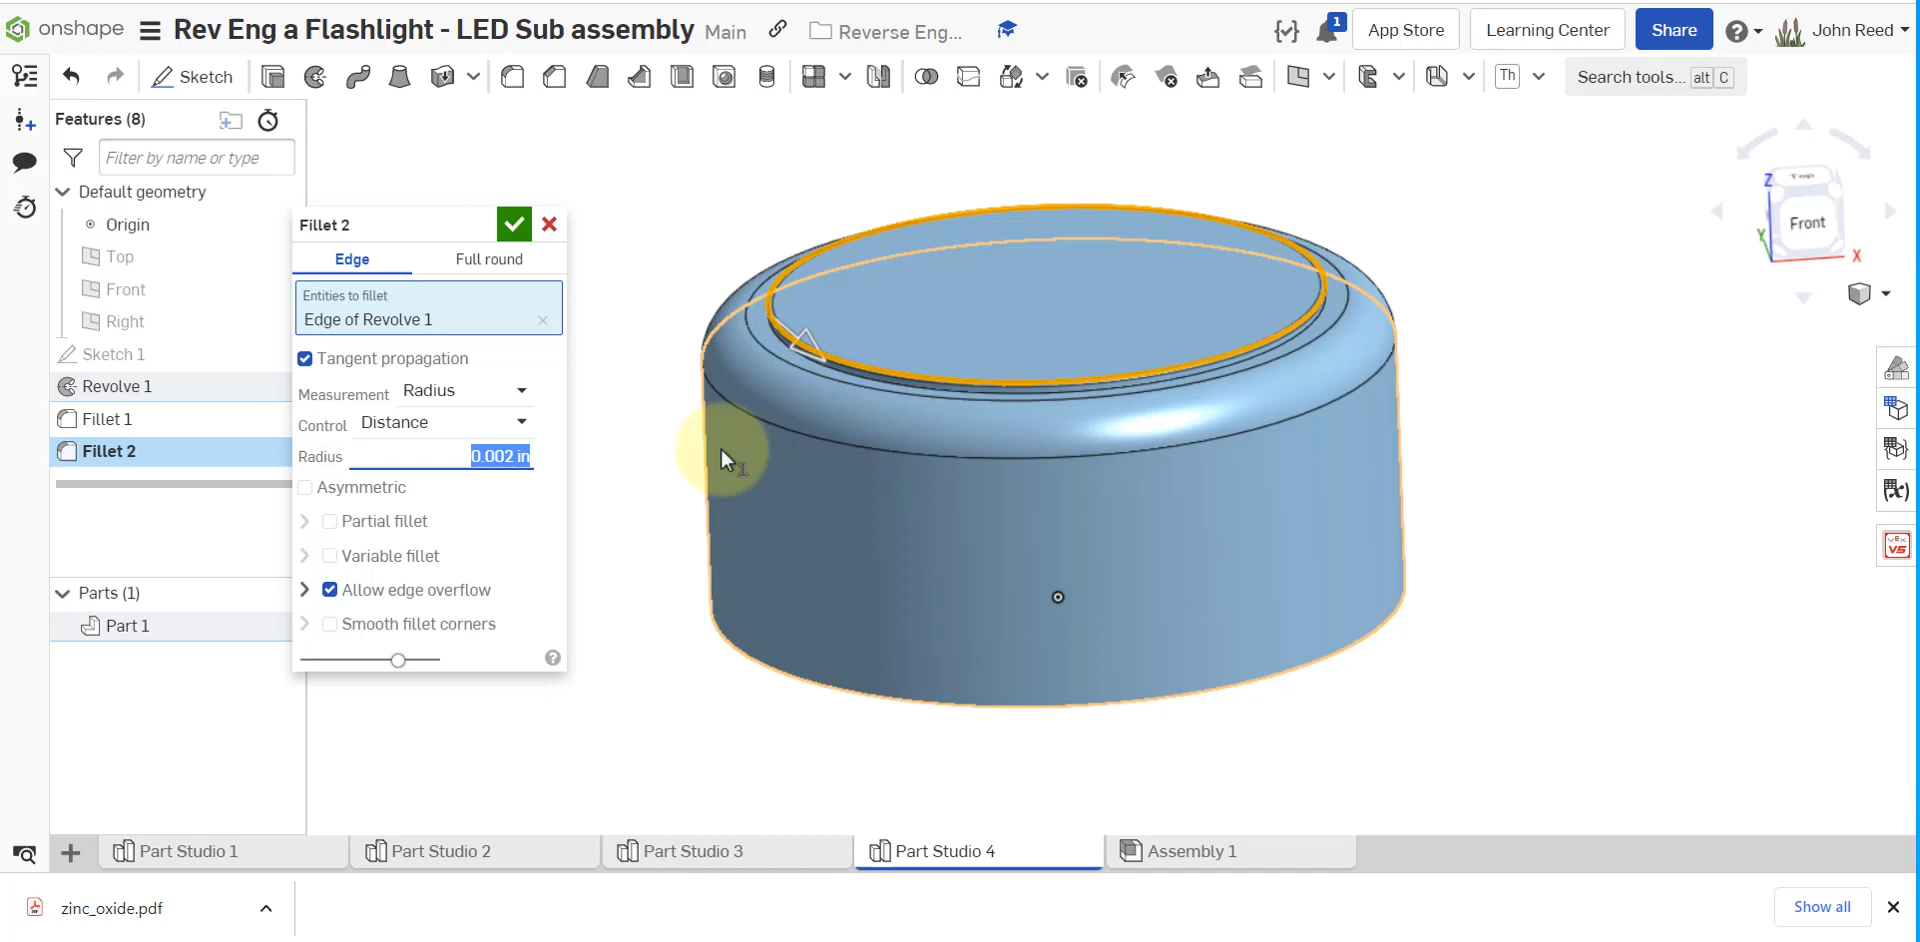 onshape
Rev Eng a Flashlight - LED Sub assembly
Main
Reverse Eng...
1
App Store
Learning Center
Share
John Reed
Sketch
Th
Search tools... alt C
Features (8)
Filter by name or type
Default geometry
Origin
Top
Front
Right
Sketch 1
Revolve 1
Fillet 1
Fillet 2
Parts (1)
Part 1
Fillet 2
Edge
Full round
Entities to fillet
Edge of Revolve 1
Tangent propagation
Measurement Radius
Control Distance
Radius 0.002 in
Asymmetric
Partial fillet
Variable fillet
Allow edge overflow
Smooth fillet corners
Top
Z
Front
Y
X
(x)
VEX
V5
Part Studio 1
Part Studio 2
Part Studio 3
Part Studio 4
Assembly 1
zinc_oxide.pdf
Show all